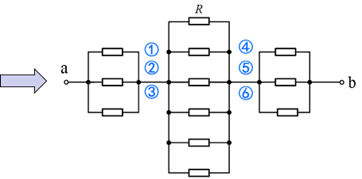 R
① ④
a ② ⑤ b
③ ⑥